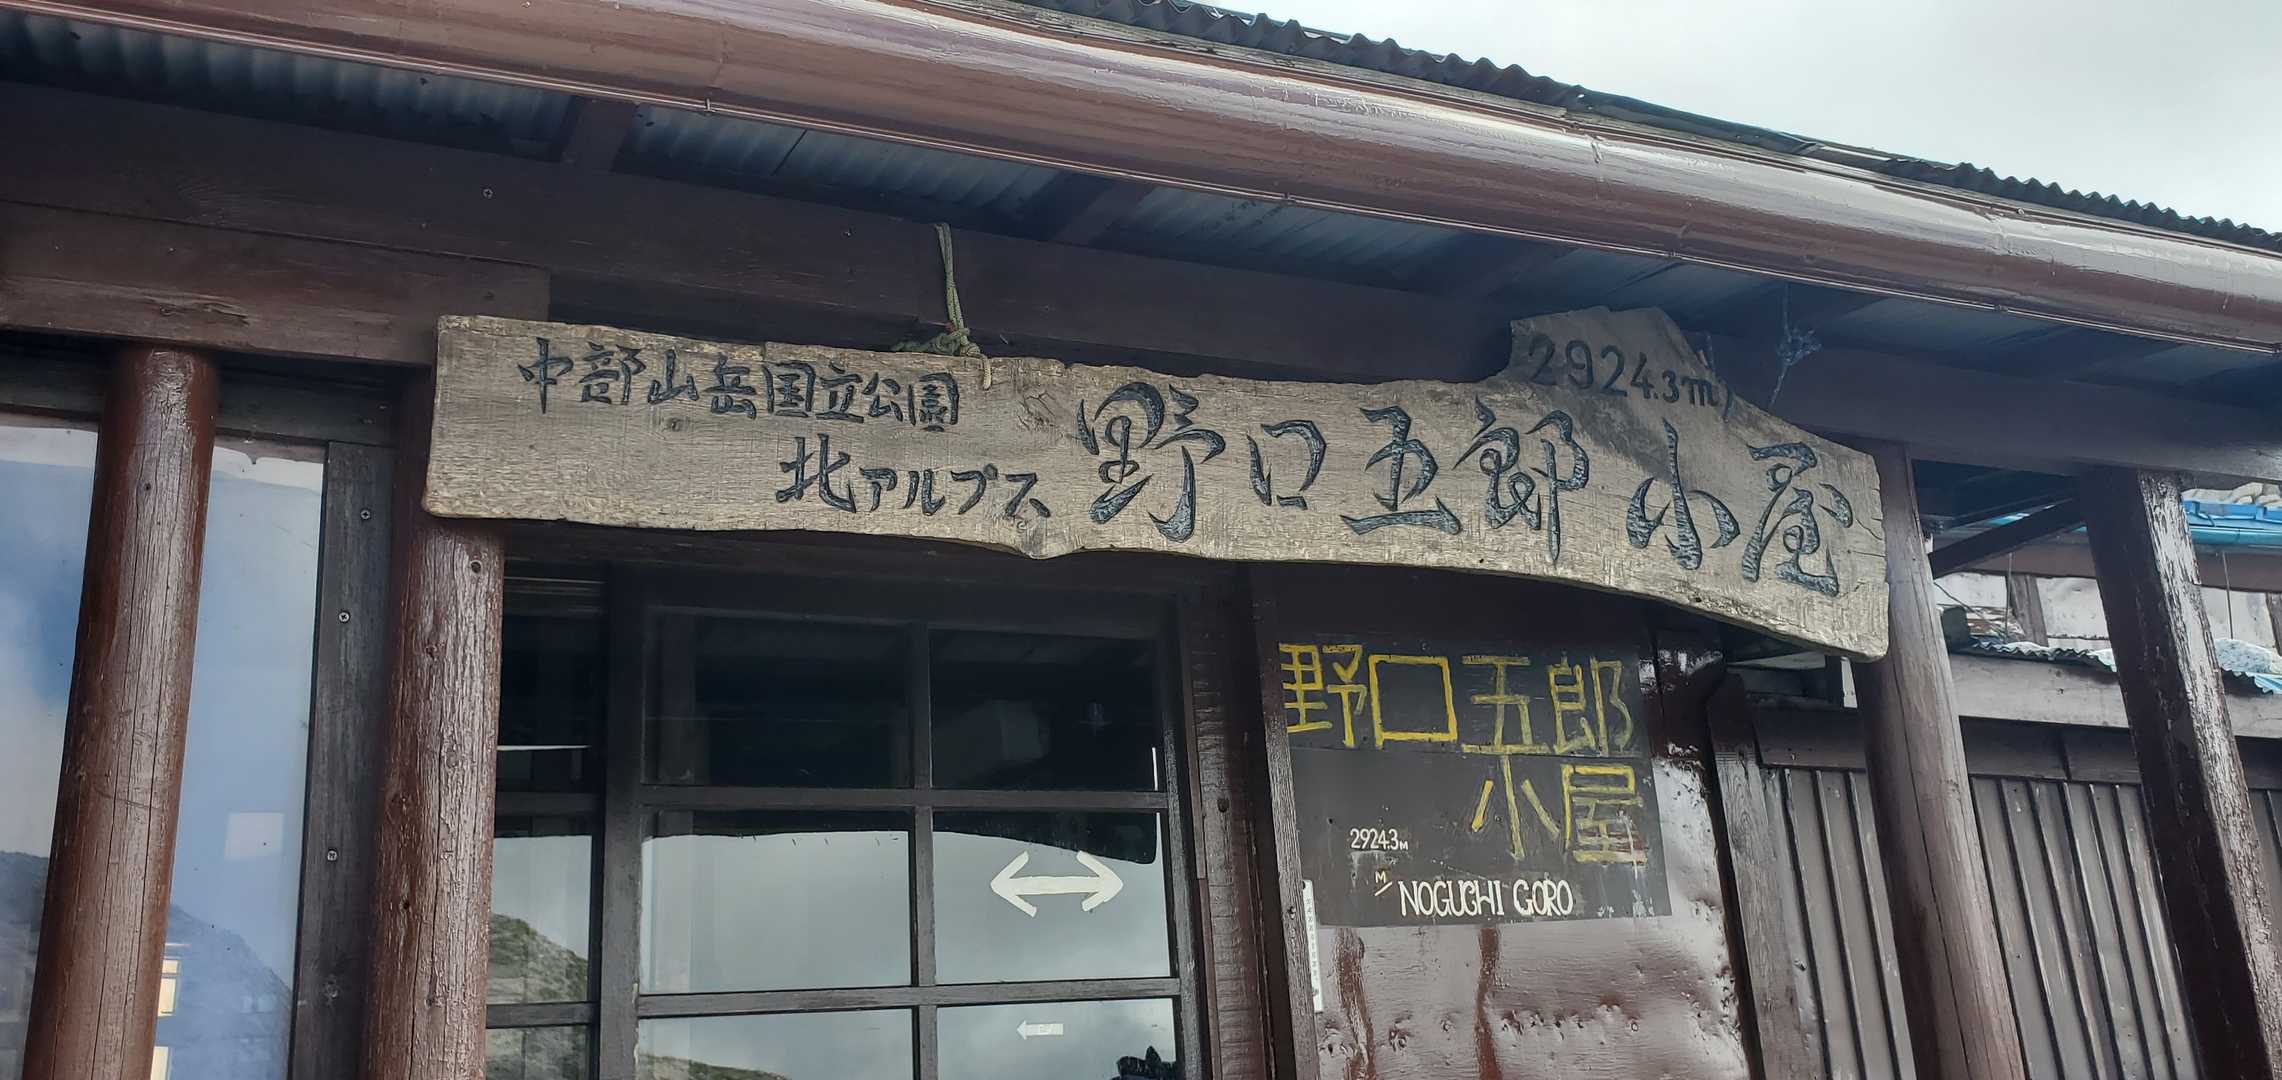 中部山岳国立公園
北アルプス 野口五郎小屋
2924.3m
野口五郎
小屋
2924.3M
M
NOGUCHI GORO